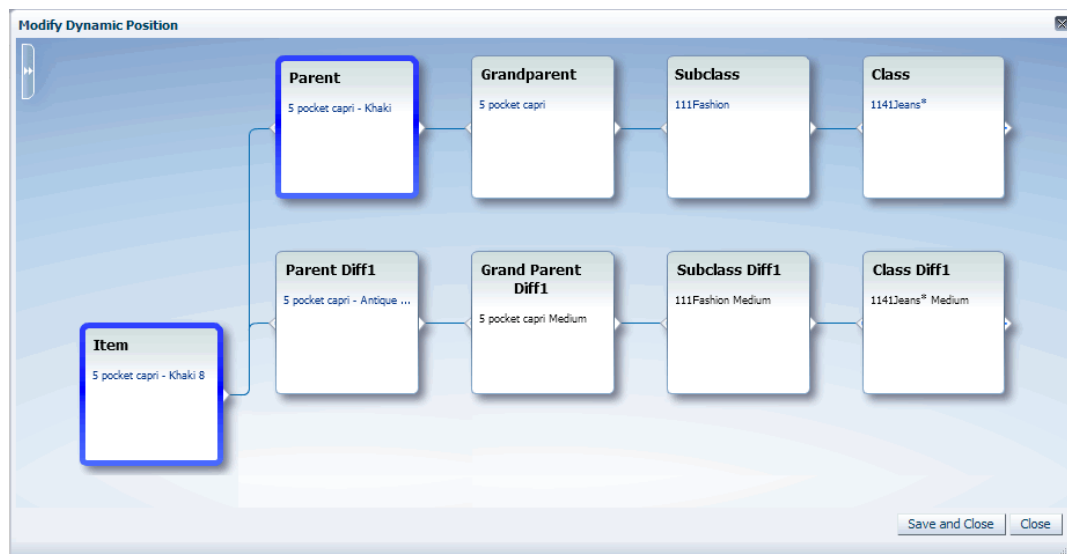 Modify Dynamic Position
Parent
5 pocket capri - Khaki
Grandparent
5 pocket capri
Subclass
111Fashion
Class
1141Jeans*
Parent Diff1
5 pocket capri - Antique ...
Grand Parent
Diff1
5 pocket capri Medium
Subclass Diff1
111Fashion Medium
Class Diff1
1141Jeans* Medium
Item
5 pocket capri - Khaki 8
Save and Close
Close